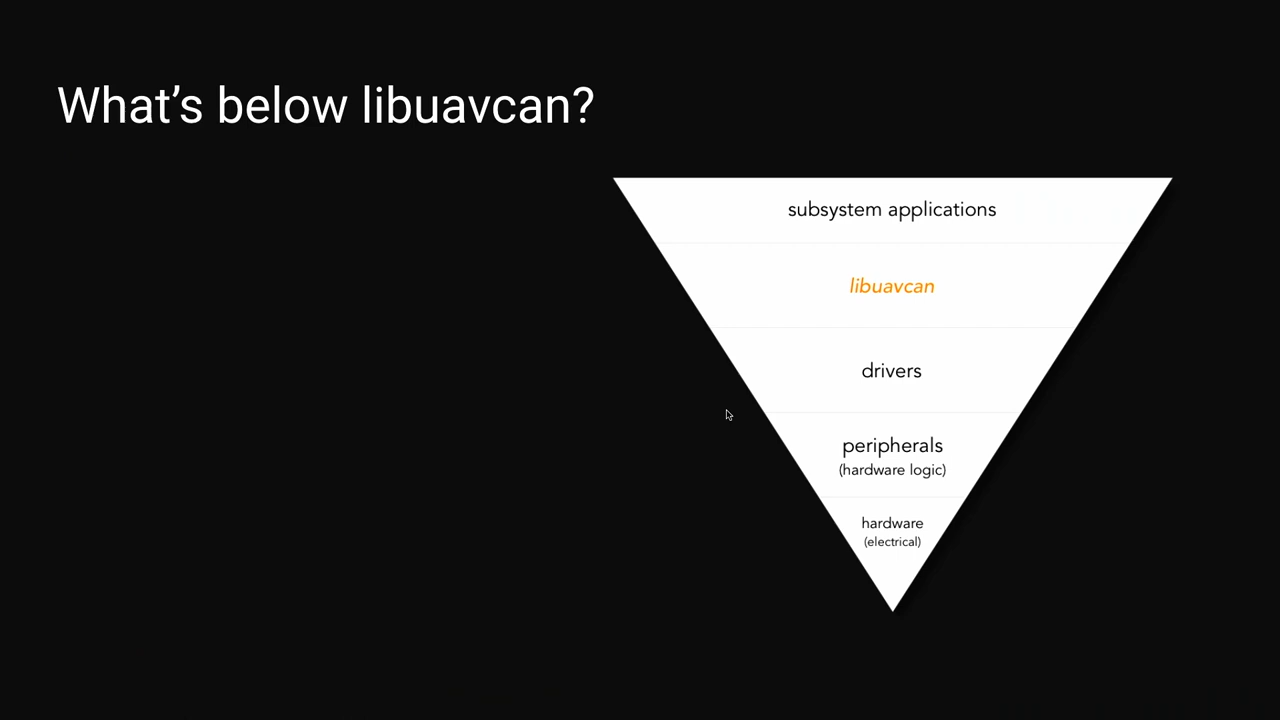 What’s below libuavcan?
subsystem applications
libuavcan
drivers
peripherals
(hardware logic)
hardware
(electrical)